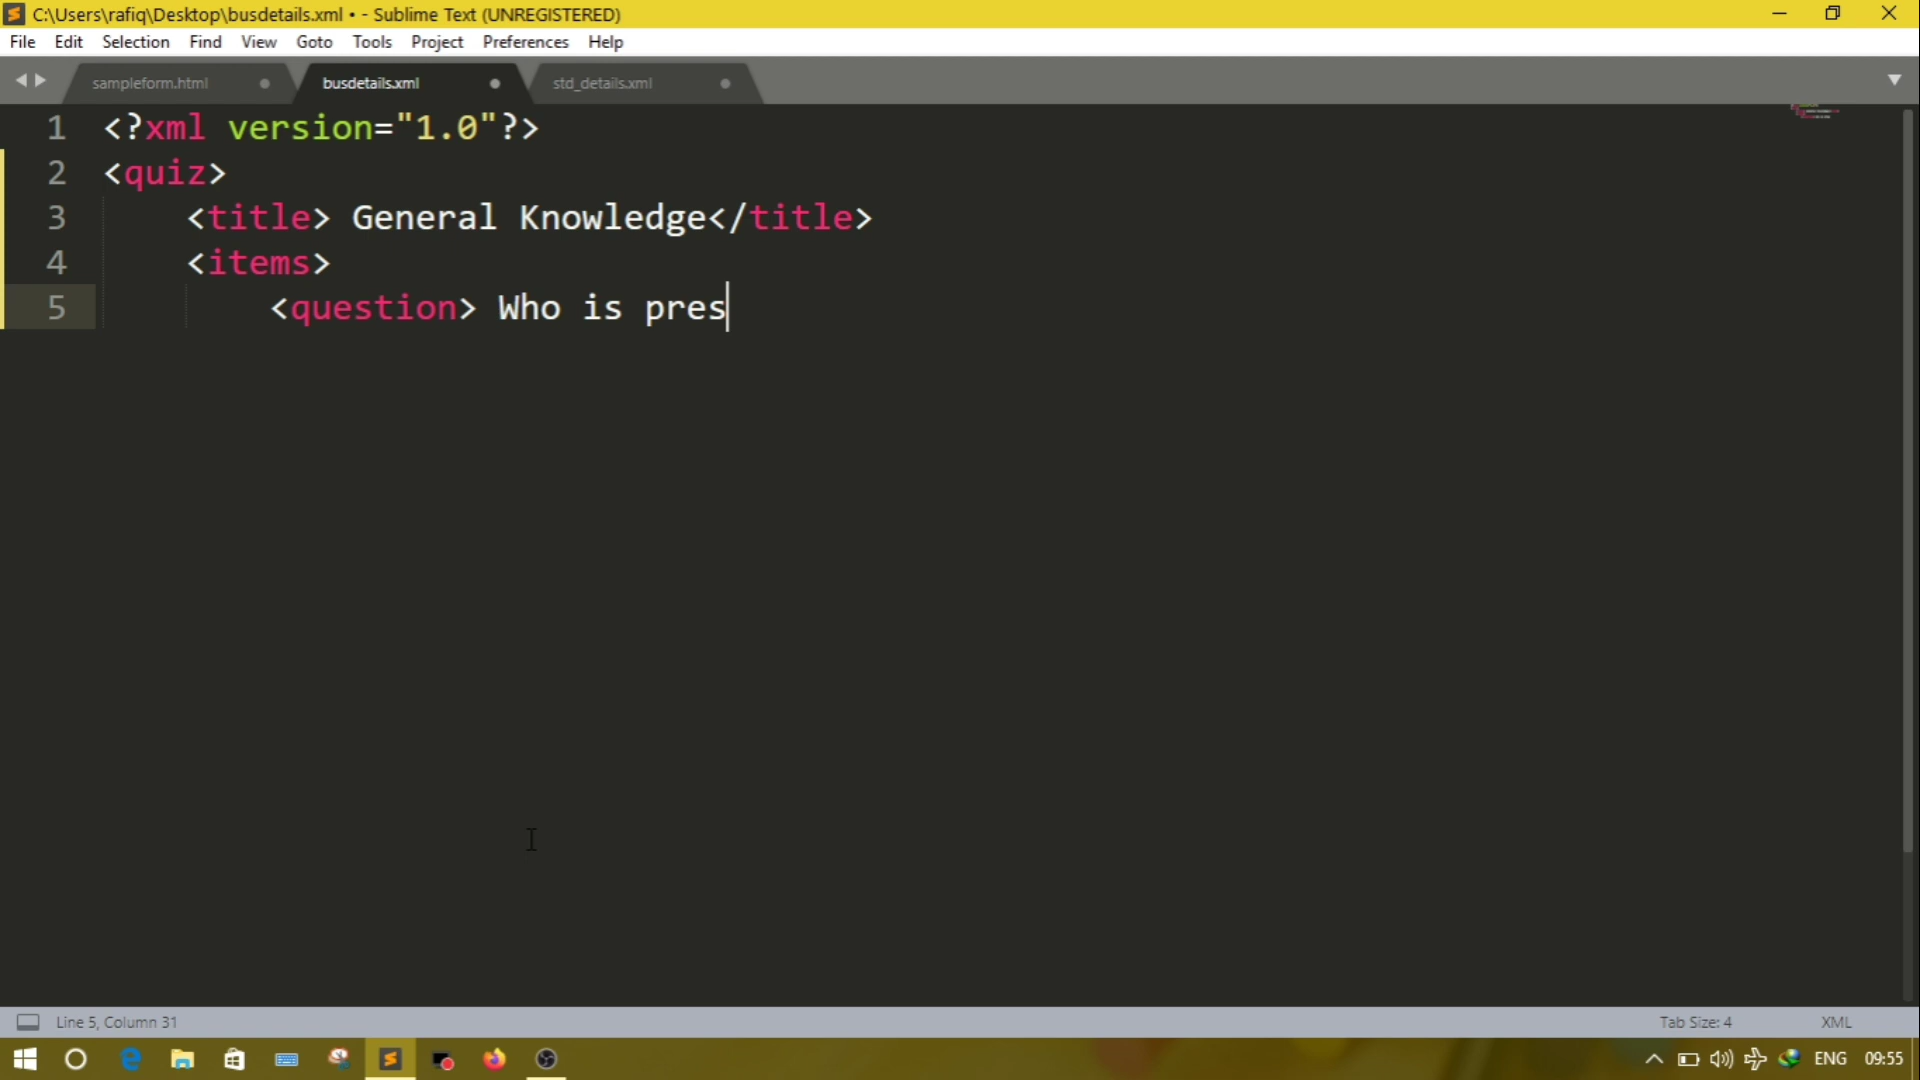 C:\Users\rafiq\Desktop\busdetails.xml • - Sublime Text (UNREGISTERED)
File Edit Selection Find View Goto Tools Project Preferences Help
sampleform.html busdetails.xml std_details.xml
1 <?xml version="1.0"?>
2 <quiz>
3 <title> General Knowledge</title>
4 <items>
5 <question> Who is pres
Line 5, Column 31 Tab Size: 4 XML
ENG 09:55